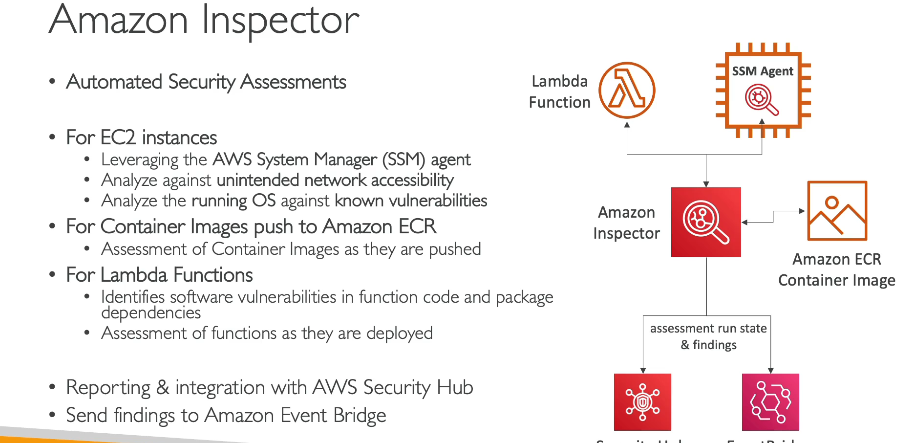 Amazon Inspector
• Automated Security Assessments
• For EC2 instances
• Leveraging the AWS System Manager (SSM) agent
• Analyze against unintended network accessibility
• Analyze the running OS against known vulnerabilities
• For Container Images push to Amazon ECR
• Assessment of Container Images as they are pushed
• For Lambda Functions
• Identifies software vulnerabilities in function code and package
dependencies
• Assessment of functions as they are deployed
• Reporting & integration with AWS Security Hub
• Send findings to Amazon Event Bridge
Lambda
Function
SSM Agent
Amazon
Inspector
Amazon ECR
Container Image
assessment run state
& findings